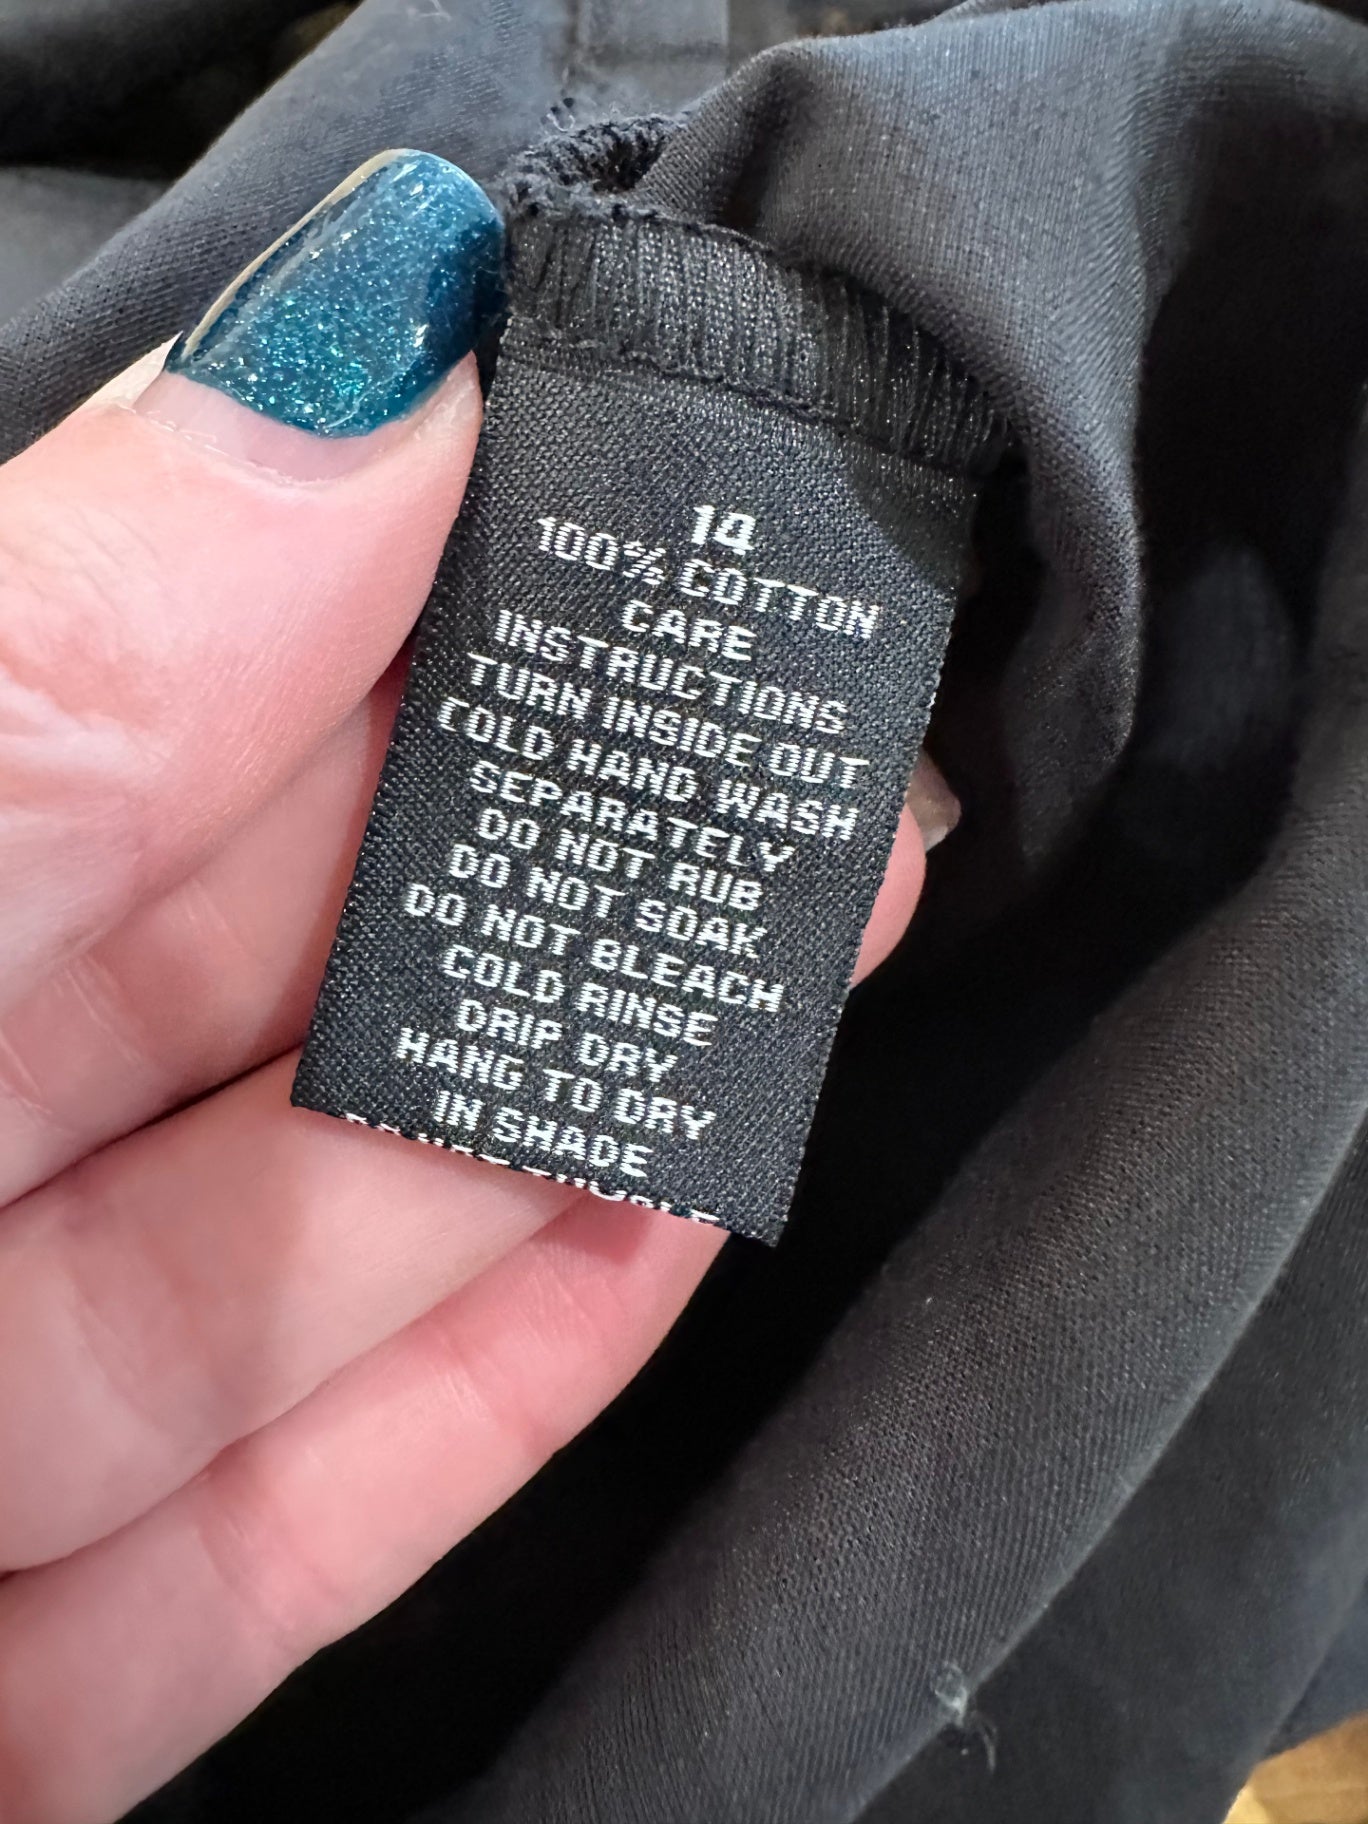 14
100% COTTON
CARE
INSTRUCTIONS
TURN INSIDE OUT
COLD HAND WASH
SEPARATELY
DO NOT RUB
DO NOT SOAK
DO NOT BLEACH
COLD RINSE
DRIP DRY
HANG TO DRY
IN SHADE